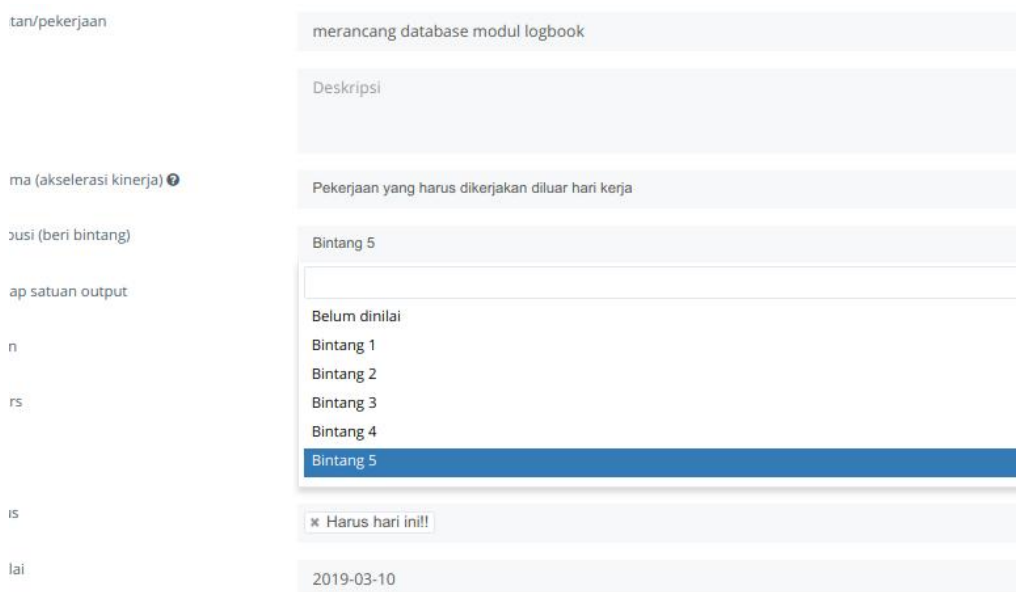 tan/pekerjaan
merancang database modul logbook
Deskripsi
ma (akselerasi kinerja)
Pekerjaan yang harus dikerjakan diluar hari kerja
busi (beri bintang)
Bintang 5
ap satuan output
Belum dinilai
Bintang 1
n
Bintang 2
rs
Bintang 3
Bintang 4
Bintang 5
is
× Harus hari ini!!
lai
2019-03-10